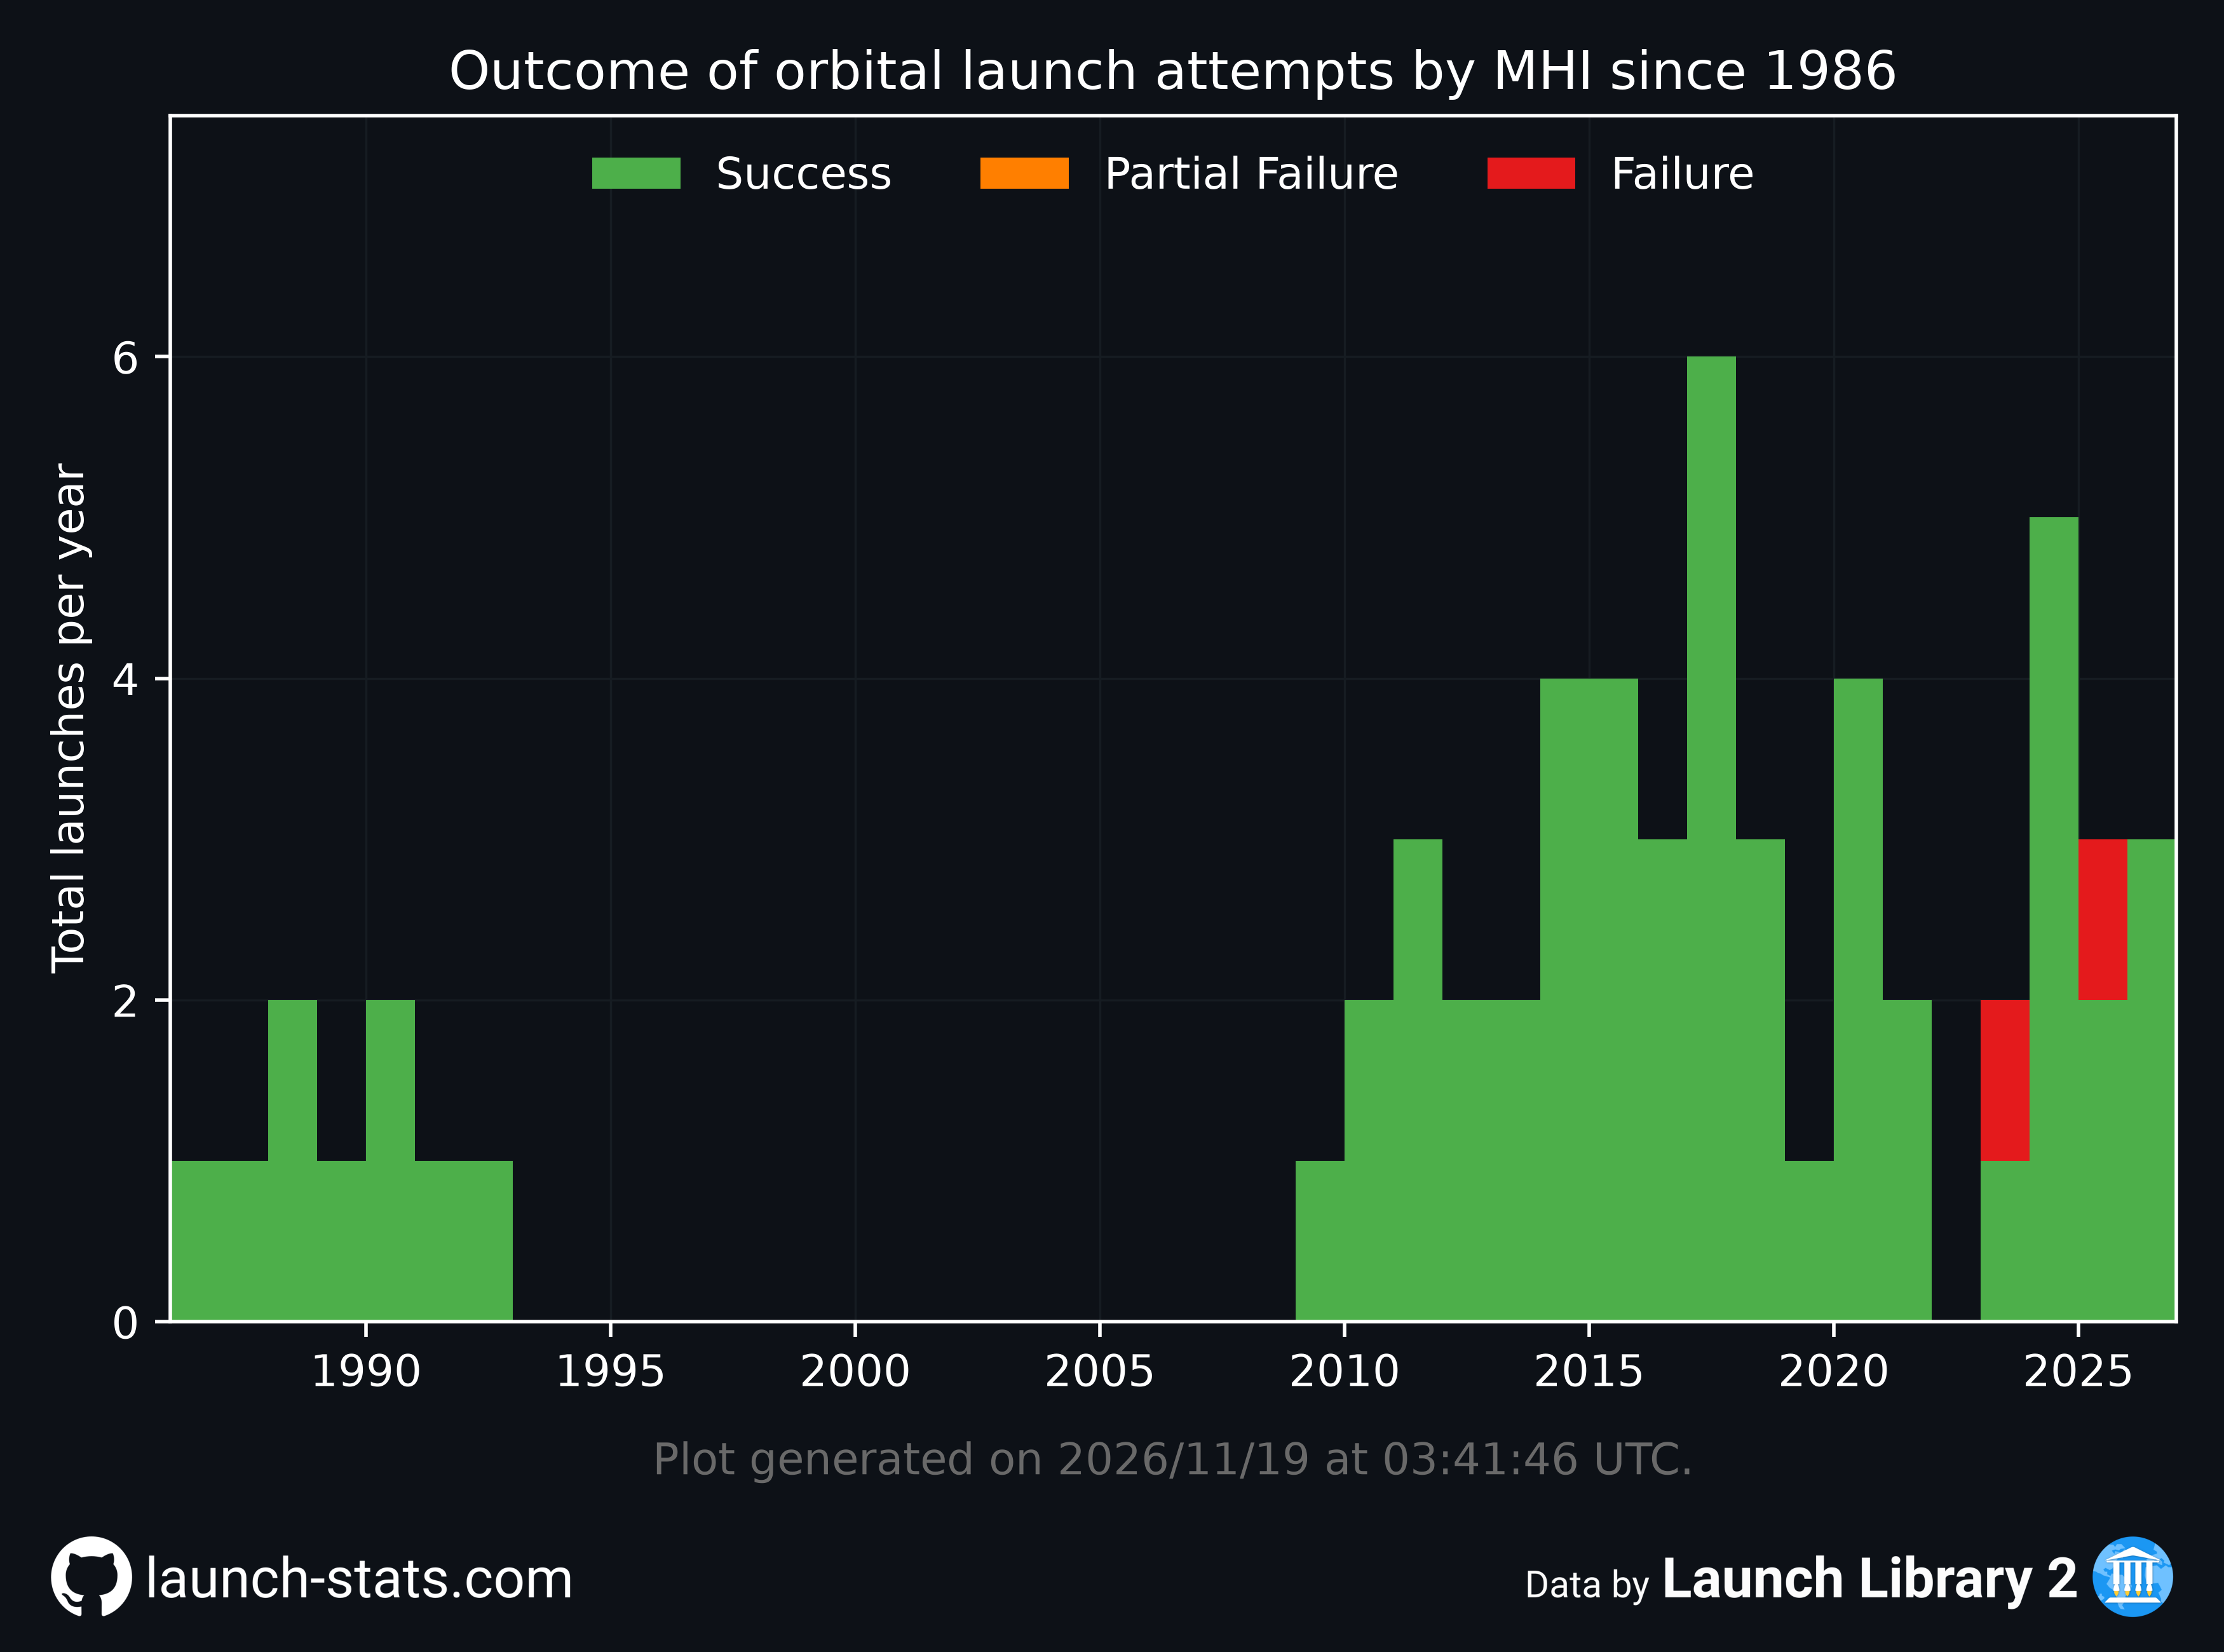 Outcome of orbital launch attempts by MHI since 1986
Success Partial Failure Failure
Total launches per year
6
4
2
0
1990 1995 2000 2005 2010 2015 2020 2025
Plot generated on 2026/11/19 at 03:41:46 UTC.
launch-stats.com
Data by Launch Library 2